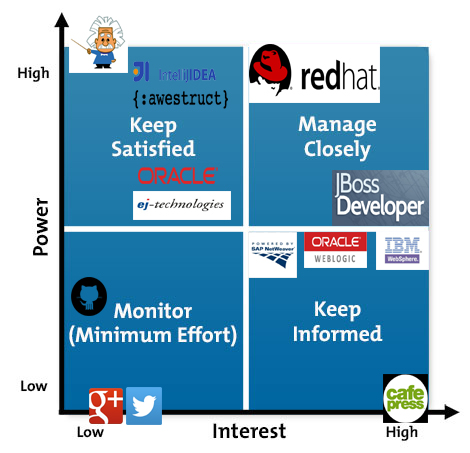 High
IntelliJIDEA
{:awestruct}
Keep
Satisfied
ORACLE
ej-technologies
redhat.
Manage
Closely
JBoss
Developer
Power
Monitor
(Minimum Effort)
POWERED BY
SAP NetWeaver
ORACLE
WEBLOGIC
IBM
WebSphere.
Keep
Informed
Low
g+
cafe
press
Low
Interest
High